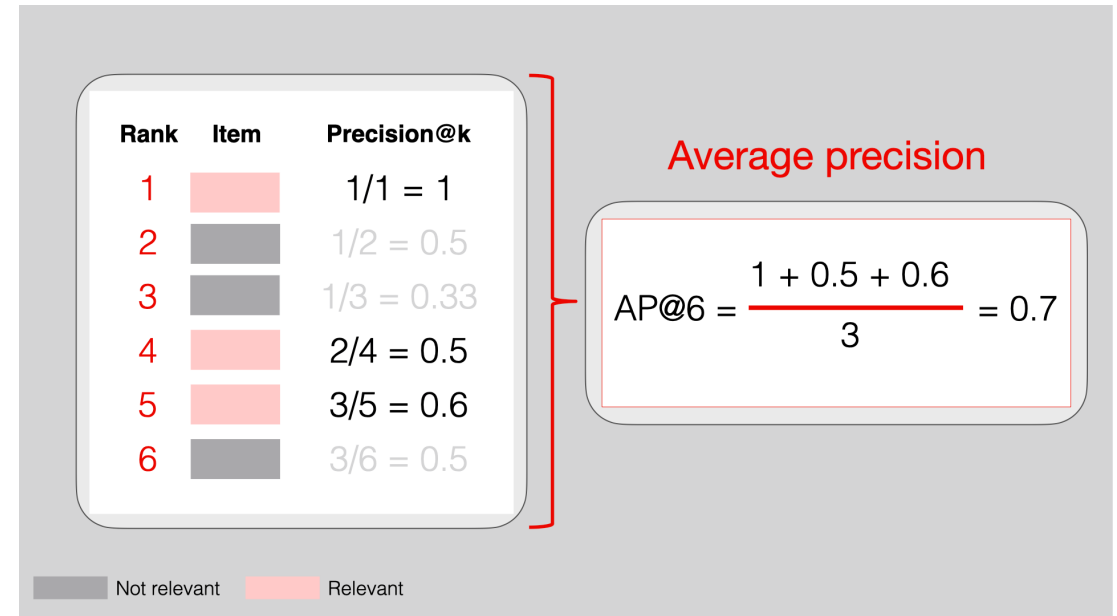 Rank Item Precision@k
1 1/1 = 1
2 1/2 = 0.5
3 1/3 = 0.33
4 2/4 = 0.5
5 3/5 = 0.6
6 3/6 = 0.5
Average precision
1 + 0.5 + 0.6
AP@6 = = 0.7
3
Not relevant Relevant